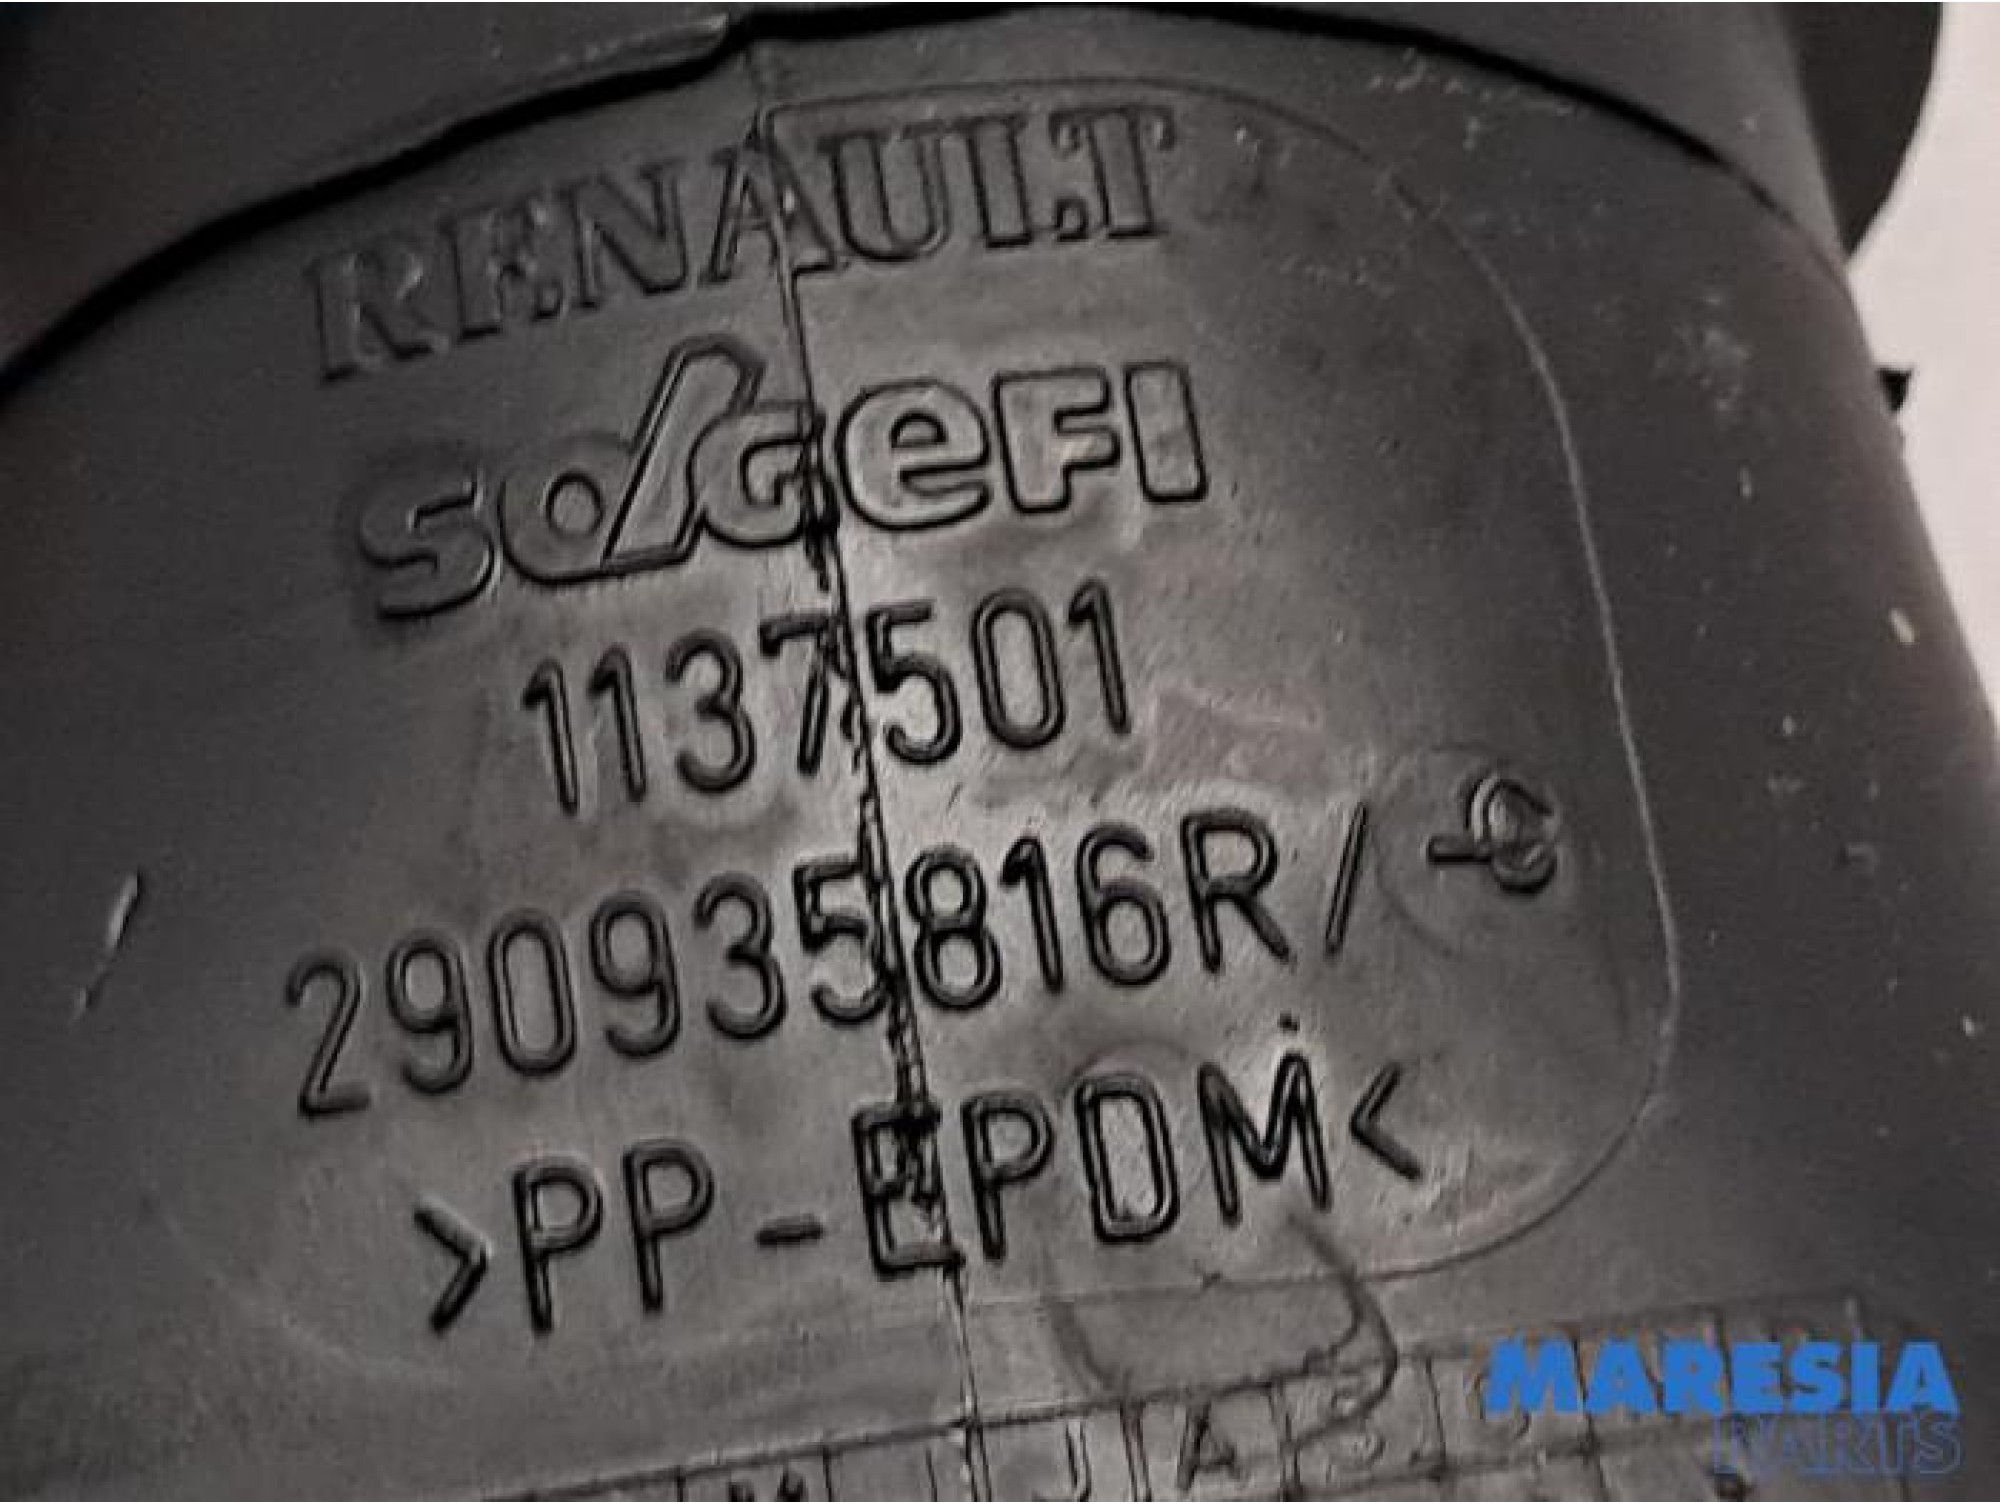 RENAULT
SOGEFI
1137501
290935816R/
>PP-EPDM<
M J J A S O
MARESIA
PARTS